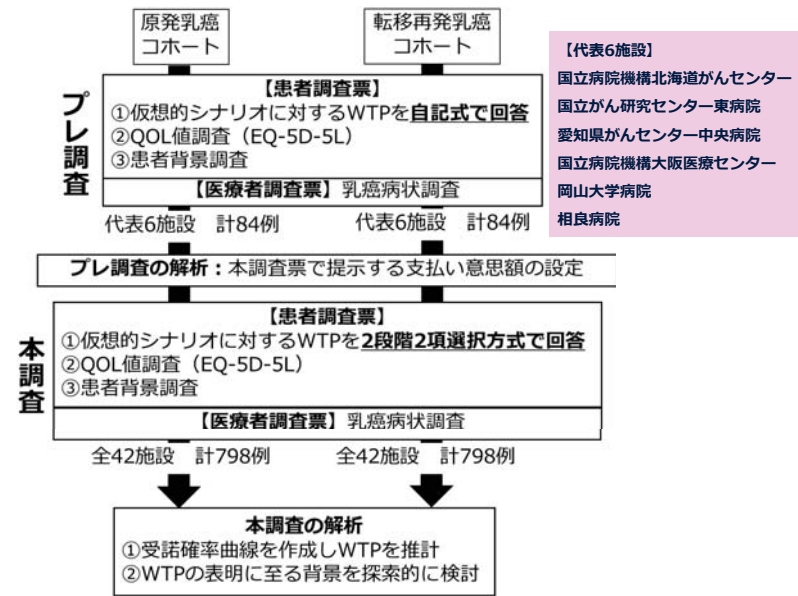 原発乳癌
コホート
転移再発乳癌
コホート
【代表6施設】
国立病院機構北海道がんセンター
国立がん研究センター東病院
愛知県がんセンター中央病院
国立病院機構大阪医療センター
岡山大学病院
相良病院
プレ調査
【患者調査票】
①仮想的シナリオに対するWTPを自記式で回答
②QOL値調査（EQ-5D-5L）
③患者背景調査
【医療者調査票】乳癌病状調査
代表6施設　計84例
代表6施設　計84例
プレ調査の解析：本調査票で提示する支払い意思額の設定
本調査
【患者調査票】
①仮想的シナリオに対するWTPを2段階2項選択方式で回答
②QOL値調査（EQ-5D-5L）
③患者背景調査
【医療者調査票】乳癌病状調査
全42施設　計798例
全42施設　計798例
本調査の解析
①受諾確率曲線を作成しWTPを推計
②WTPの表明に至る背景を探索的に検討